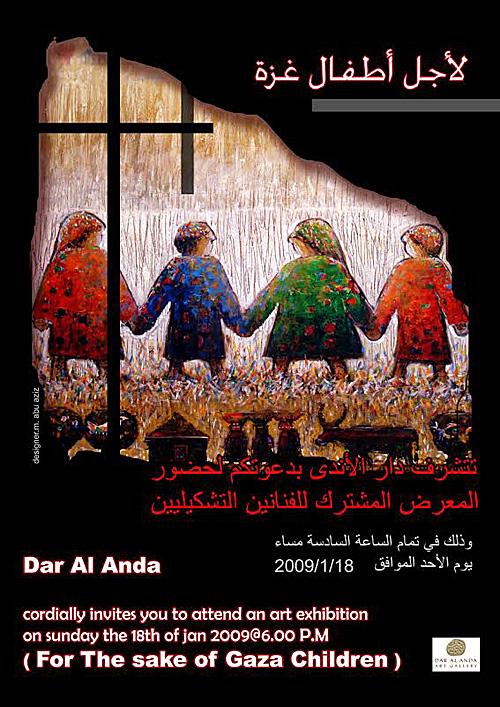 لأجل أطفال غزة
designer.m. abu aziz
تتشرف دار الأندى بدعوتكم لحضور
المعرض المشترك للفنانين التشكيليين
وذلك في تمام الساعة السادسة مساء
يوم الأحد الموافق 2009/1/18
Dar Al Anda
cordially invites you to attend an art exhibition
on sunday the 18th of jan 2009@6.00 P.M
( For The sake of Gaza Children )
DAR AL ANDA
ART GALLERY